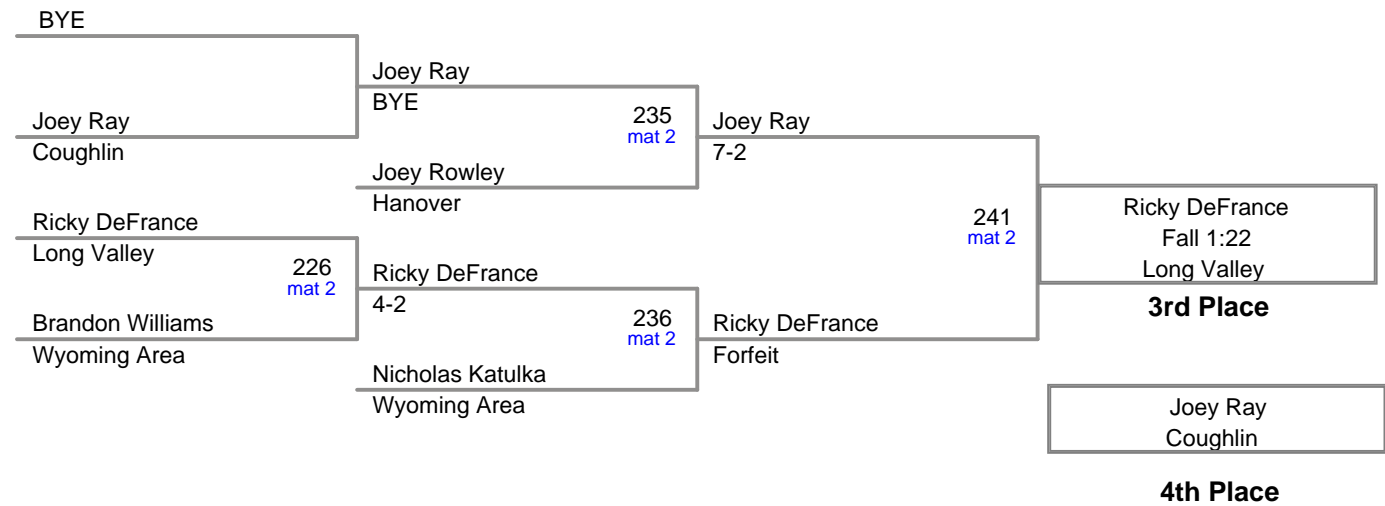 BYE
Joey Ray
BYE
235
mat 2
Joey Ray
Coughlin
Joey Ray
7-2
Joey Rowley
Hanover
Ricky DeFrance
Long Valley
226
mat 2
241
mat 2
Ricky DeFrance
Fall 1:22
Long Valley
3rd Place
Ricky DeFrance
4-2
Brandon Williams
Wyoming Area
236
mat 2
Ricky DeFrance
Forfeit
Nicholas Katulka
Wyoming Area
Joey Ray
Coughlin
4th Place